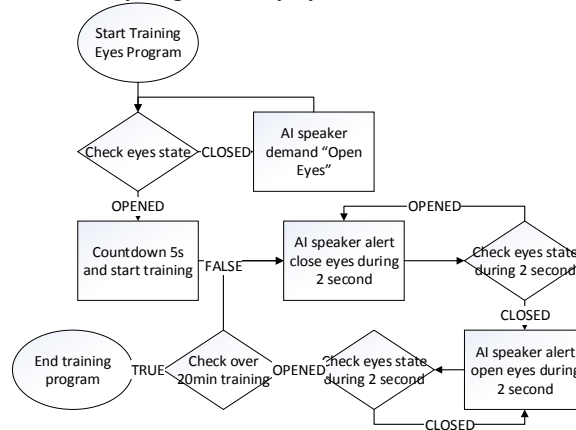 Start Training
Eyes Program
Check eyes state
CLOSED
AI speaker
demand “Open
Eyes”
OPENED
Countdown 5s
and start training
FALSE
AI speaker alert
close eyes during
2 second
OPENED
Check eyes state
during 2 second
CLOSED
AI speaker alert
open eyes during
2 second
Check eyes state
during 2 second
CLOSED
OPENED
Check over
20min training
TRUE
End training
program